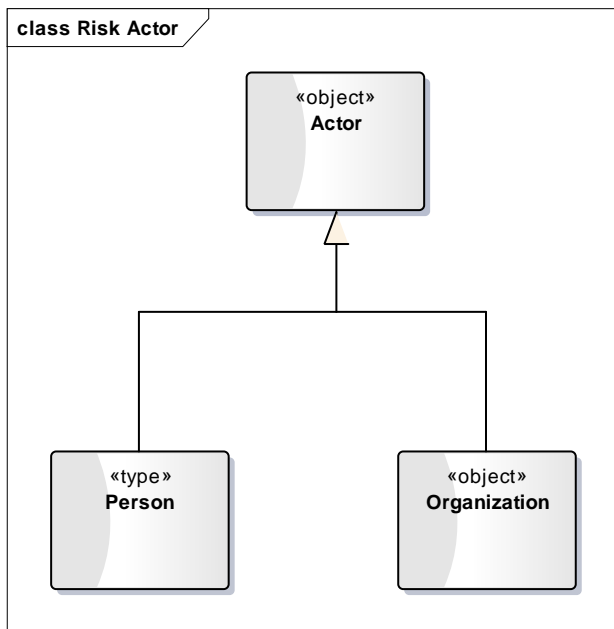 class Risk Actor
«object»
Actor
«type»
Person
«object»
Organization